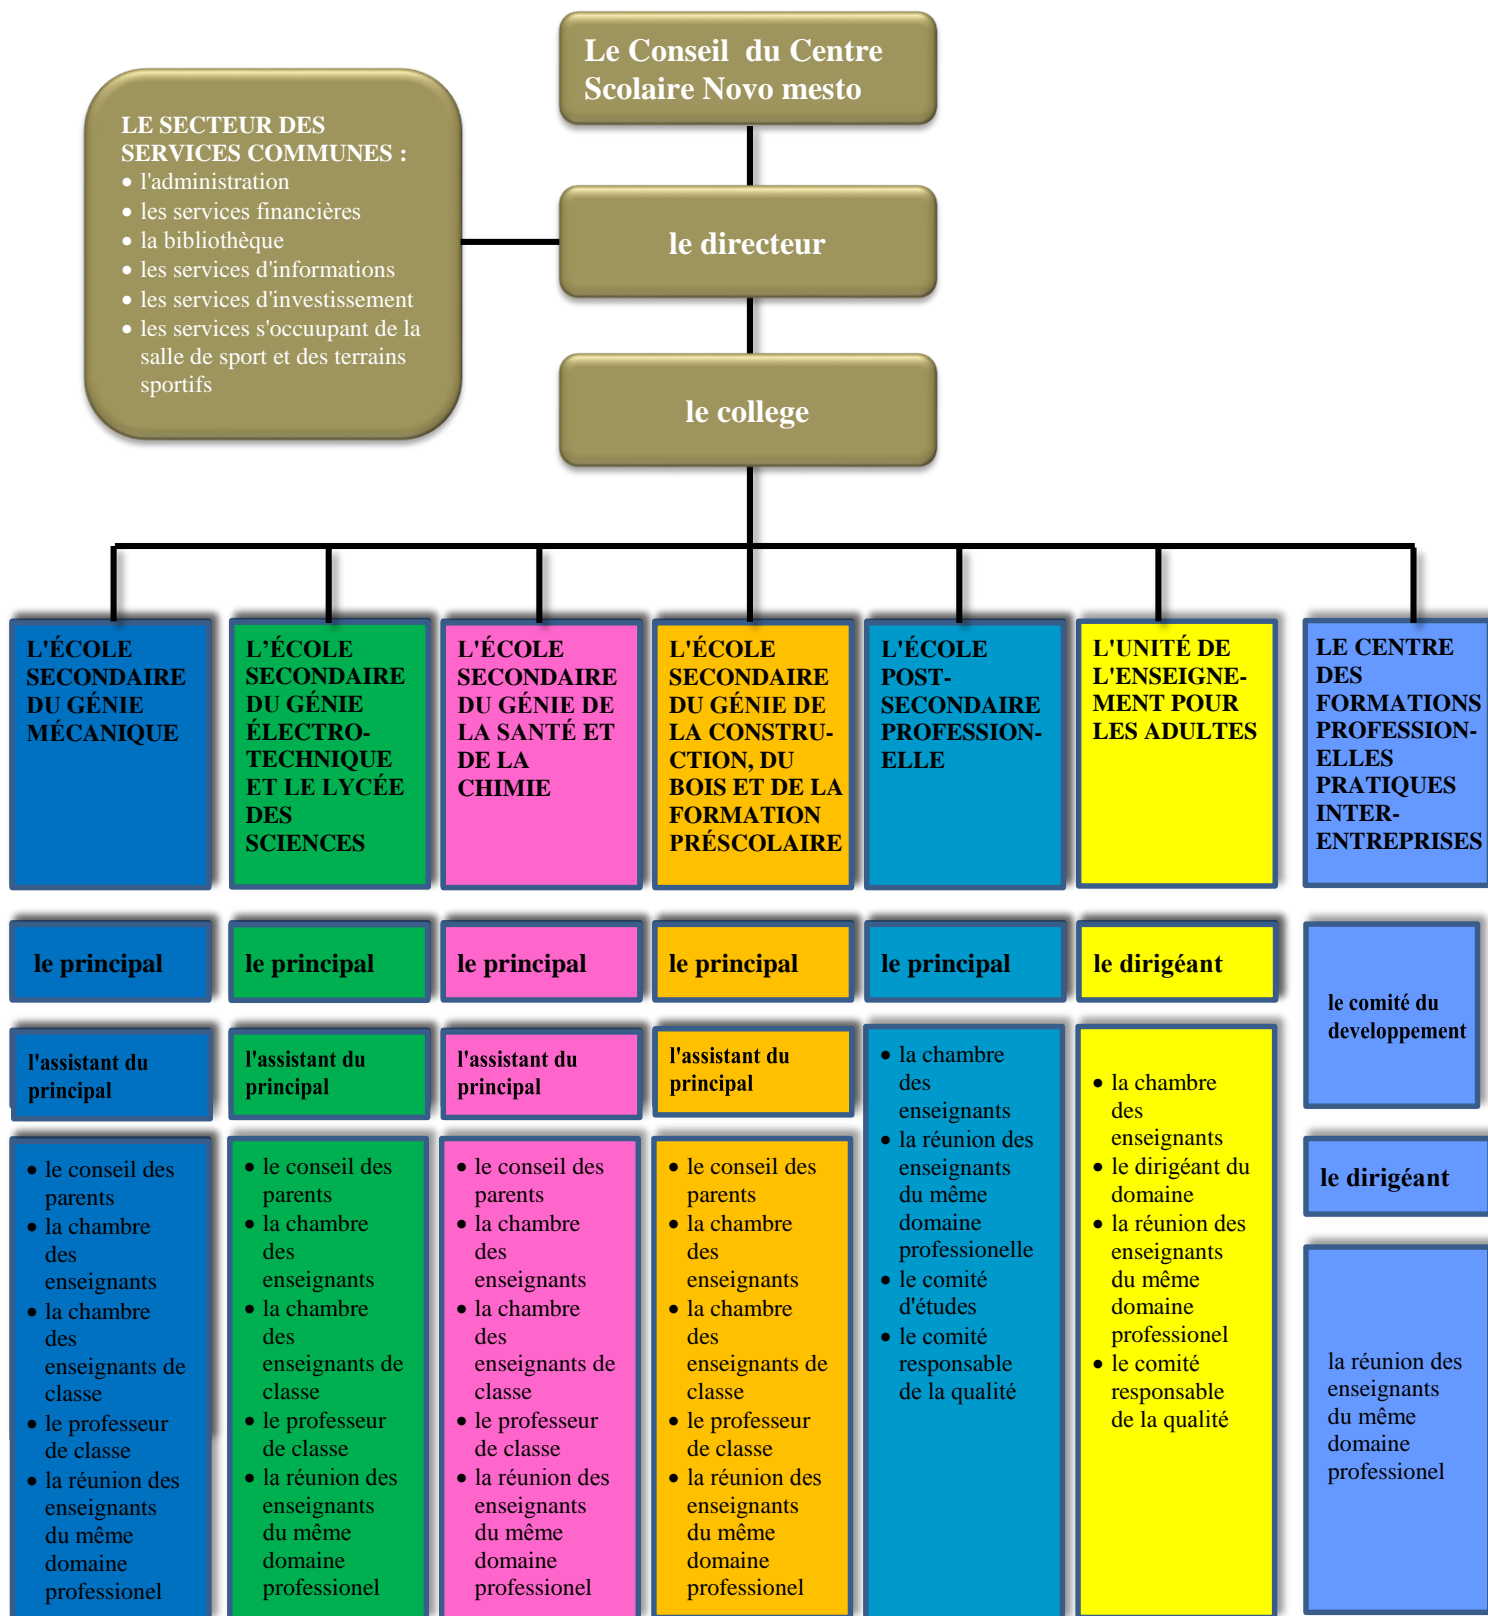 Le Conseil  du Centre
Scolaire Novo mesto
LE SECTEUR DES
SERVICES COMMUNES :
• l'administration
• les services financières
• la bibliothèque
• les services d'informations
• les services d'investissement
• les services s'occuupant de la
salle de sport et des terrains
sportifs
le directeur
le college
L'ÉCOLE
SECONDAIRE
DU GÉNIE
MÉCANIQUE
L’ÉCOLE
SECONDAIRE
DU GÉNIE
ÉLECTRO-
TECHNIQUE
ET LE LYCÉE
DES
SCIENCES
L'ÉCOLE
SECONDAIRE
DU GÉNIE DE
LA SANTÉ ET
DE LA
CHIMIE
L'ÉCOLE
SECONDAIRE
DU GÉNIE DE
LA CONSTRU-
CTION, DU
BOIS ET DE LA
FORMATION
PRÉSCOLAIRE
L'ÉCOLE
POST-
SECONDAIRE
PROFESSION-
ELLE
L'UNITÉ DE
L'ENSEIGNE-
MENT POUR
LES ADULTES
LE CENTRE
DES
FORMATIONS
PROFESSION-
ELLES
PRATIQUES
INTER-
ENTREPRISES
le principal
le principal
le principal
le principal
le principal
le dirigéant
le comité du
developpement
l'assistant du
principal
l'assistant du
principal
l'assistant du
principal
l'assistant du
principal
• le conseil des
parents
• la chambre
des
enseignants
• la chambre
des
enseignants de
classe
• le professeur
de classe
• la réunion des
enseignants
du même
domaine
professionel
• le conseil des
parents
• la chambre
des
enseignants
• la chambre
des
enseignants de
classe
• le professeur
de classe
• la réunion des
enseignants
du même
domaine
professionel
• le conseil des
parents
• la chambre
des
enseignants
• la chambre
des
enseignants de
classe
• le professeur
de classe
• la réunion des
enseignants
du même
domaine
professionel
• le conseil des
parents
• la chambre
des
enseignants
• la chambre
des
enseignants de
classe
• le professeur
de classe
• la réunion des
enseignants
du même
domaine
professionel
• la chambre
des
enseignants
• la réunion des
enseignants
du même
domaine
professionelle
• le comité
d'études
• le comité
responsable
de la qualité
• la chambre
des
enseignants
• le dirigéant du
domaine
• la réunion des
enseignants
du même
domaine
professionel
• le comité
responsable
de la qualité
le dirigéant
la réunion des
enseignants
du même
domaine
professionel